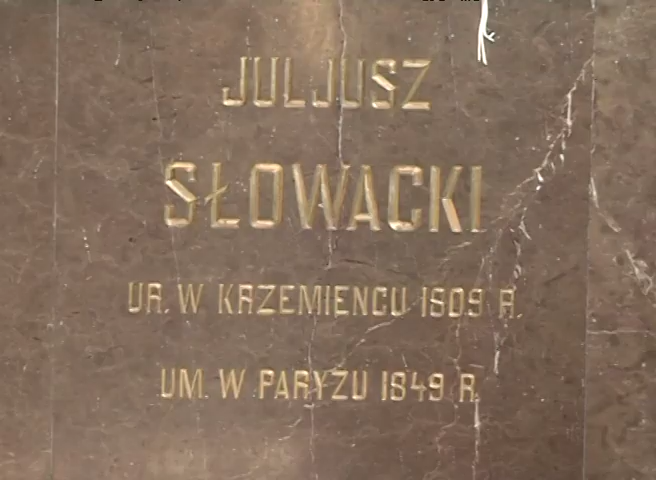 JULJUSZ
SŁOWACKI
UR. W KRZEMIENCU 1809 R.
UM. W PARYZU 1849 R.